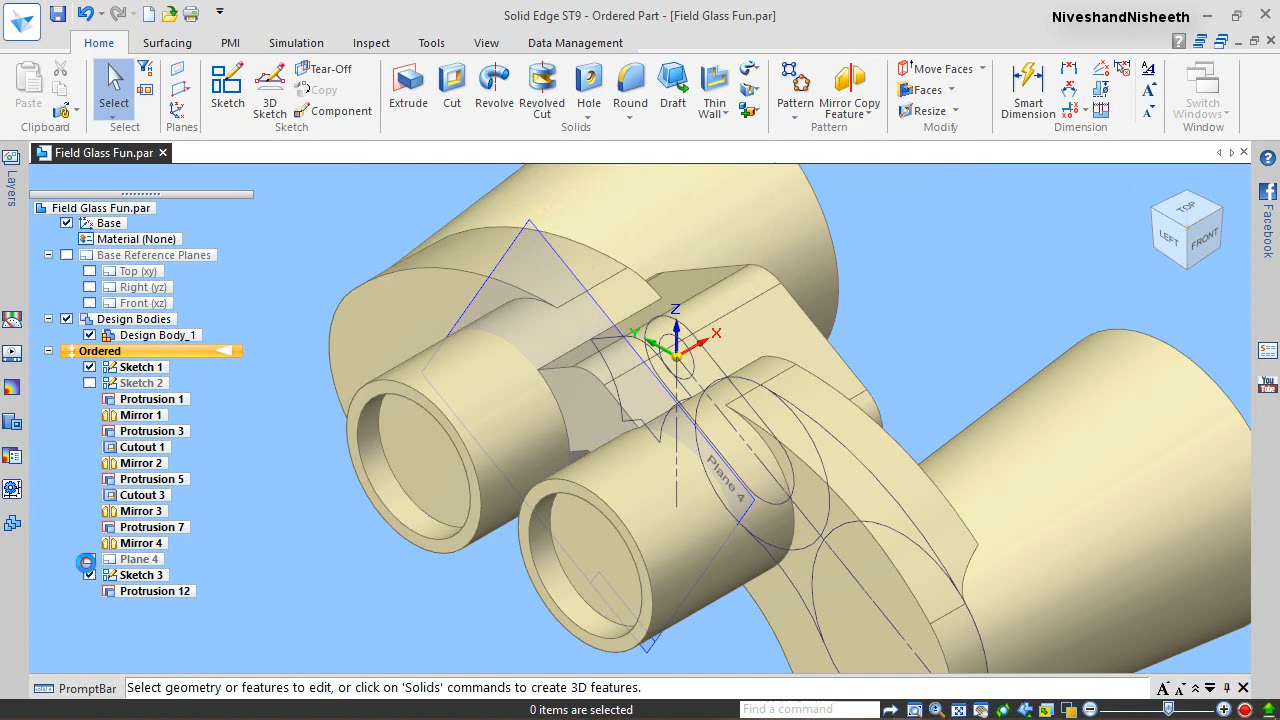 Solid Edge ST9 - Ordered Part - [Field Glass Fun.par]
NiveshandNisheeth
Home
Surfacing
PMI
Simulation
Inspect
Tools
View
Data Management
Paste
Clipboard
Select
Select
Planes
Sketch
3D Sketch
Tear-Off
Copy
Component
Sketch
Extrude
Cut
Revolve
Revolved Cut
Hole
Round
Draft
Thin Wall
Solids
Pattern
Mirror Copy Feature
Pattern
Move Faces
Faces
Resize
Modify
Smart Dimension
Dimension
Switch Windows
Window
Field Glass Fun.par
Layers
Field Glass Fun.par
Base
Material (None)
Base Reference Planes
Top (xy)
Right (yz)
Front (xz)
Design Bodies
Design Body_1
Ordered
Sketch 1
Sketch 2
Protrusion 1
Mirror 1
Protrusion 3
Cutout 1
Mirror 2
Protrusion 5
Cutout 3
Mirror 3
Protrusion 7
Mirror 4
Plane 4
Sketch 3
Protrusion 12
Z
Y
X
Plane 4
TOP
LEFT
FRONT
Facebook
You Tube
PromptBar
Select geometry or features to edit, or click on 'Solids' commands to create 3D features.
0 items are selected
Find a command